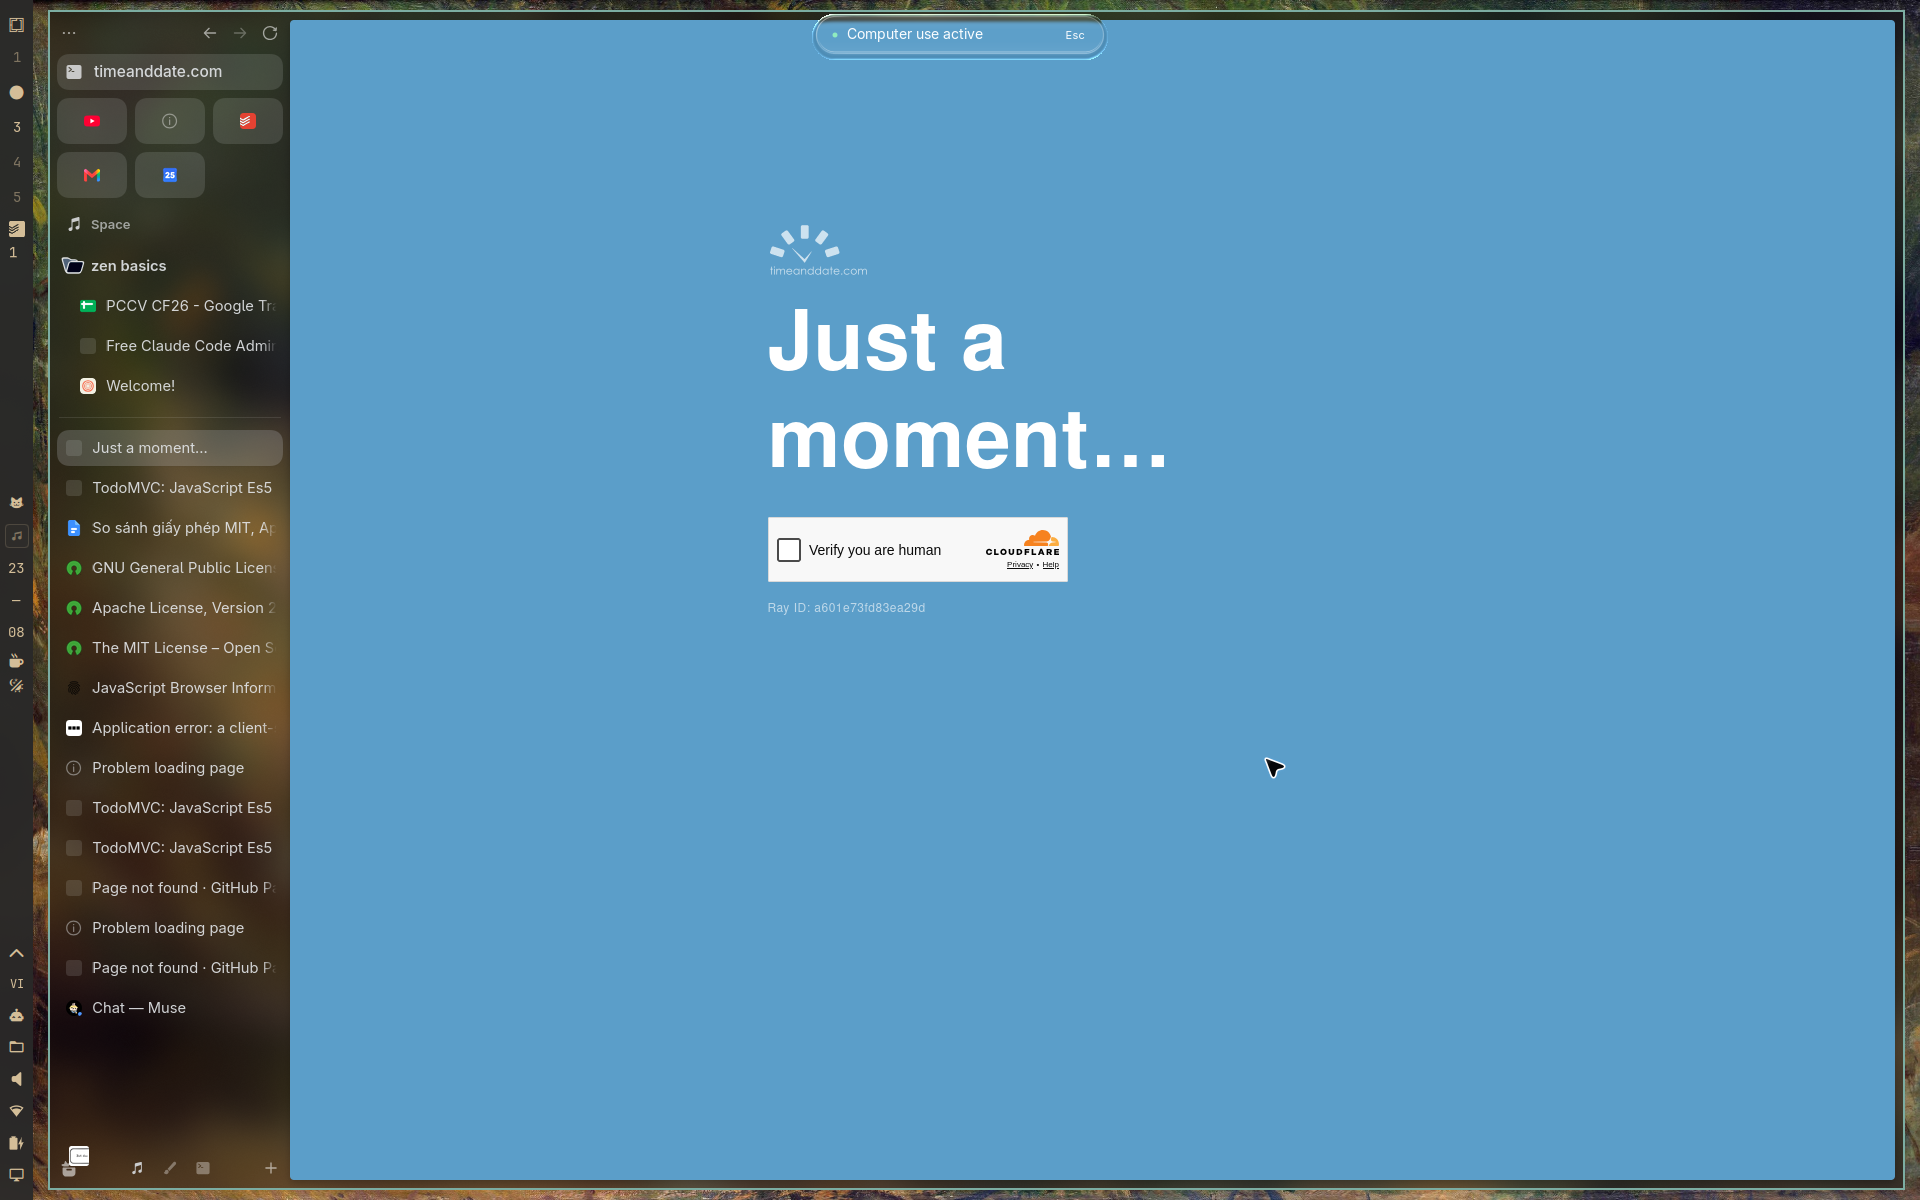 Computer use active
Esc
timeanddate.com
1
3
4
5
1
25
Space
zen basics
PCCV CF26 - Google Tr
Free Claude Code Admi
Welcome!
Just a moment...
TodoMVC: JavaScript Es5
So sánh giấy phép MIT, Ap
GNU General Public Licen
Apache License, Version 2
The MIT License – Open S
JavaScript Browser Inform
Application error: a client-
Problem loading page
TodoMVC: JavaScript Es5
TodoMVC: JavaScript Es5
Page not found · GitHub Pa
Problem loading page
Page not found · GitHub Pa
Chat — Muse
23
08
VI
timeanddate.com
Just a
moment...
Verify you are human
CLOUDFLARE
Privacy • Help
Ray ID: a601e73fd83ea29d